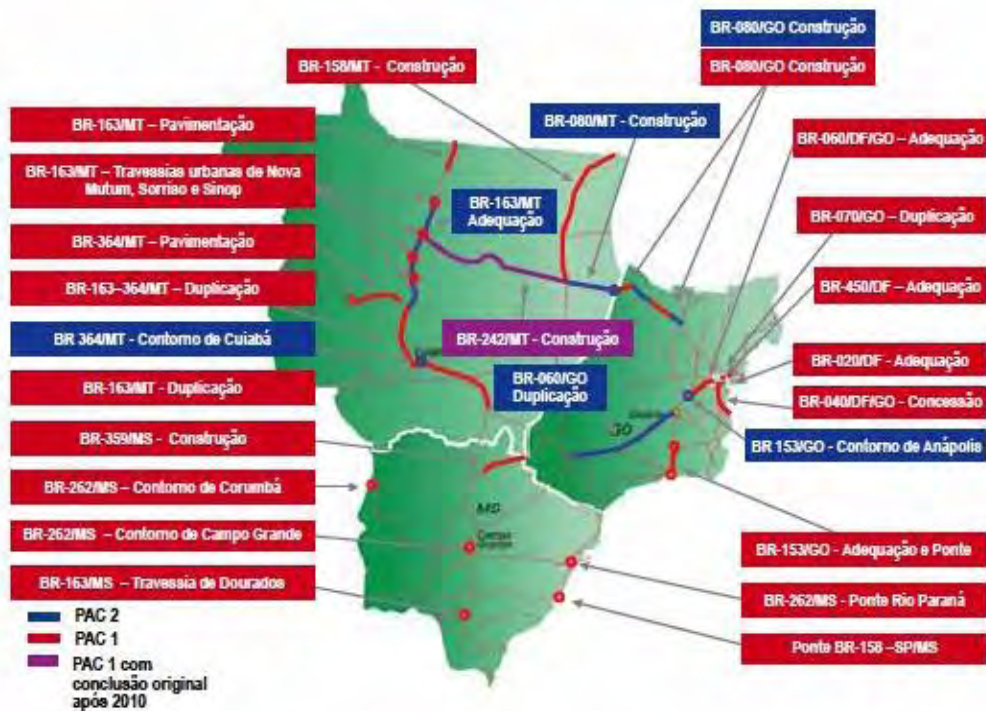 BR-080/GO Construção
BR-158/MT - Construção
BR-080/GO Construção
BR-163/MT – Pavimentação
BR-080/MT - Construção
BR-060/DF/GO – Adequação
BR-163/MT – Travessias urbanas de Nova
Mutum, Sorriso e Sinop
BR-163/MT
Adequação
BR-070/GO – Duplicação
BR-364/MT – Pavimentação
BR-163–364/MT – Duplicação
BR-450/DF – Adequação
BR 364/MT - Contorno de Cuiabá
BR-242/MT - Construção
BR-020/DF - Adequação
BR-163/MT - Duplicação
BR-060/GO
Duplicação
BR-040/DF/GO - Concessão
GO
BR-359/MS - Construção
BR 153/GO - Contorno de Anápolis
BR-262/MS – Contorno de Corumbá
MS
BR-262/MS – Contorno de Campo Grande
Campo
Grande
BR-153/GO - Adequação e Ponte
BR-163/MS – Travessia de Dourados
BR-262/MS - Ponte Rio Paraná
PAC 2
PAC 1
Ponte BR-158 –SP/MS
PAC 1 com
conclusão original
após 2010